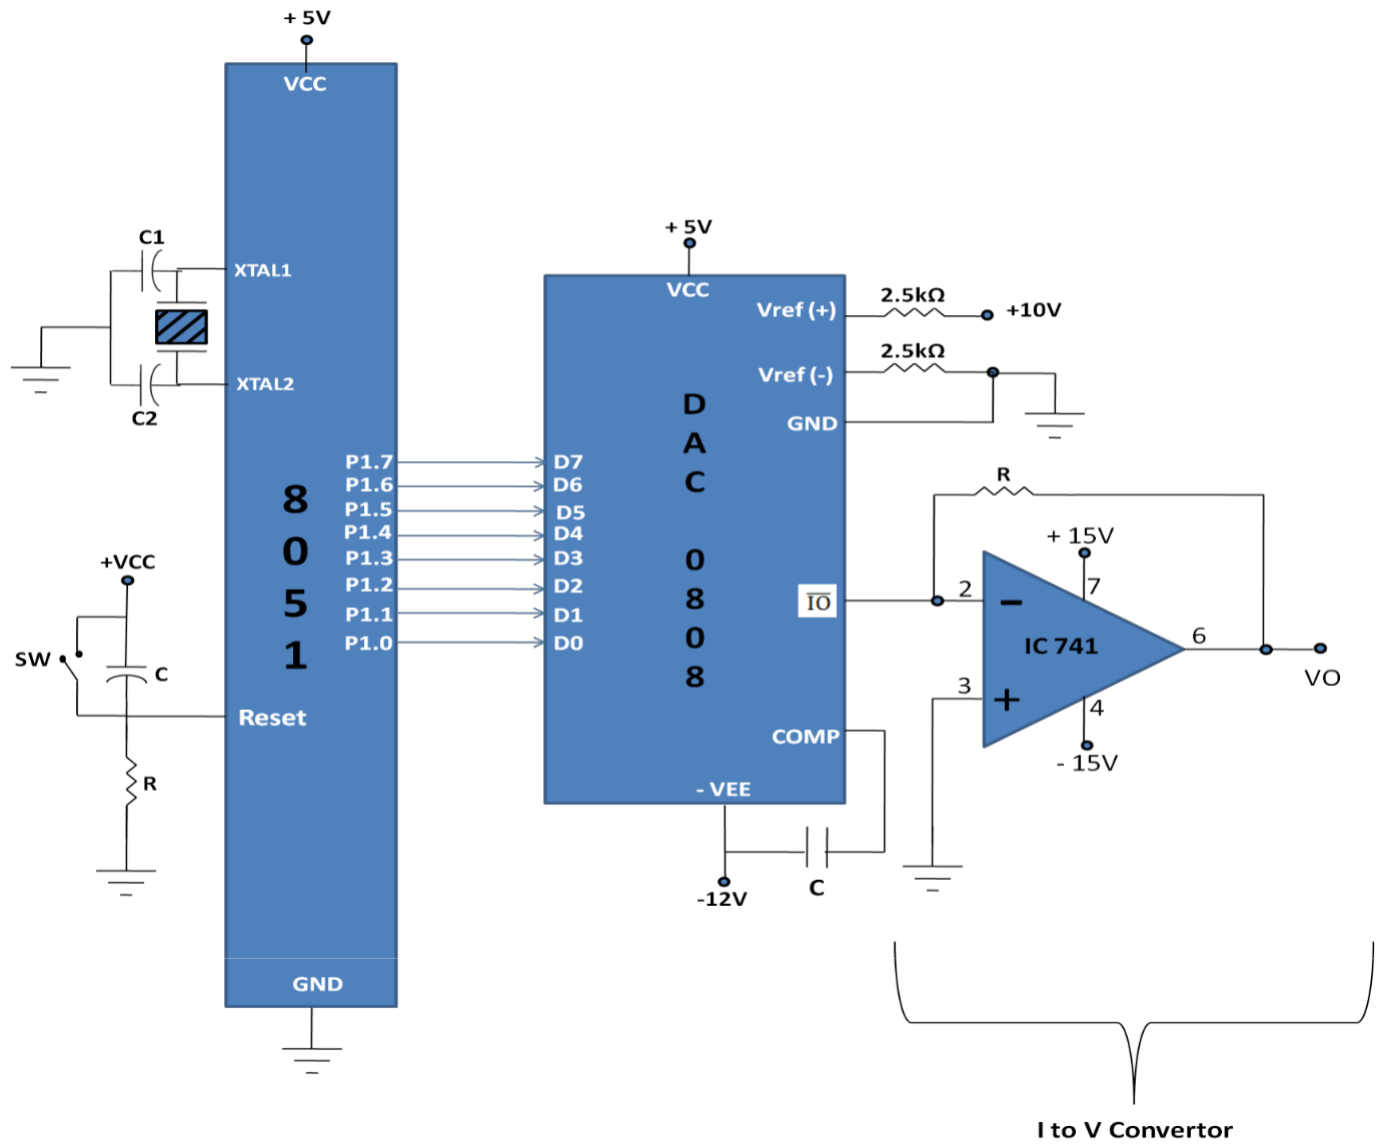 + 5V
VCC
C1
XTAL1
XTAL2
C2
P1.7
P1.6
P1.5
P1.4
P1.3
P1.2
P1.1
P1.0
8
0
5
1
+VCC
SW
C
Reset
R
GND
+ 5V
VCC
Vref (+)
2.5kΩ
+10V
Vref (-)
2.5kΩ
GND
D
A
C
0
8
0
8
D7
D6
D5
D4
D3
D2
D1
D0
I̅O̅
COMP
- VEE
-12V
C
R
+ 15V
7
2
−
IC 741
6
3
+
4
- 15V
VO
I to V Convertor